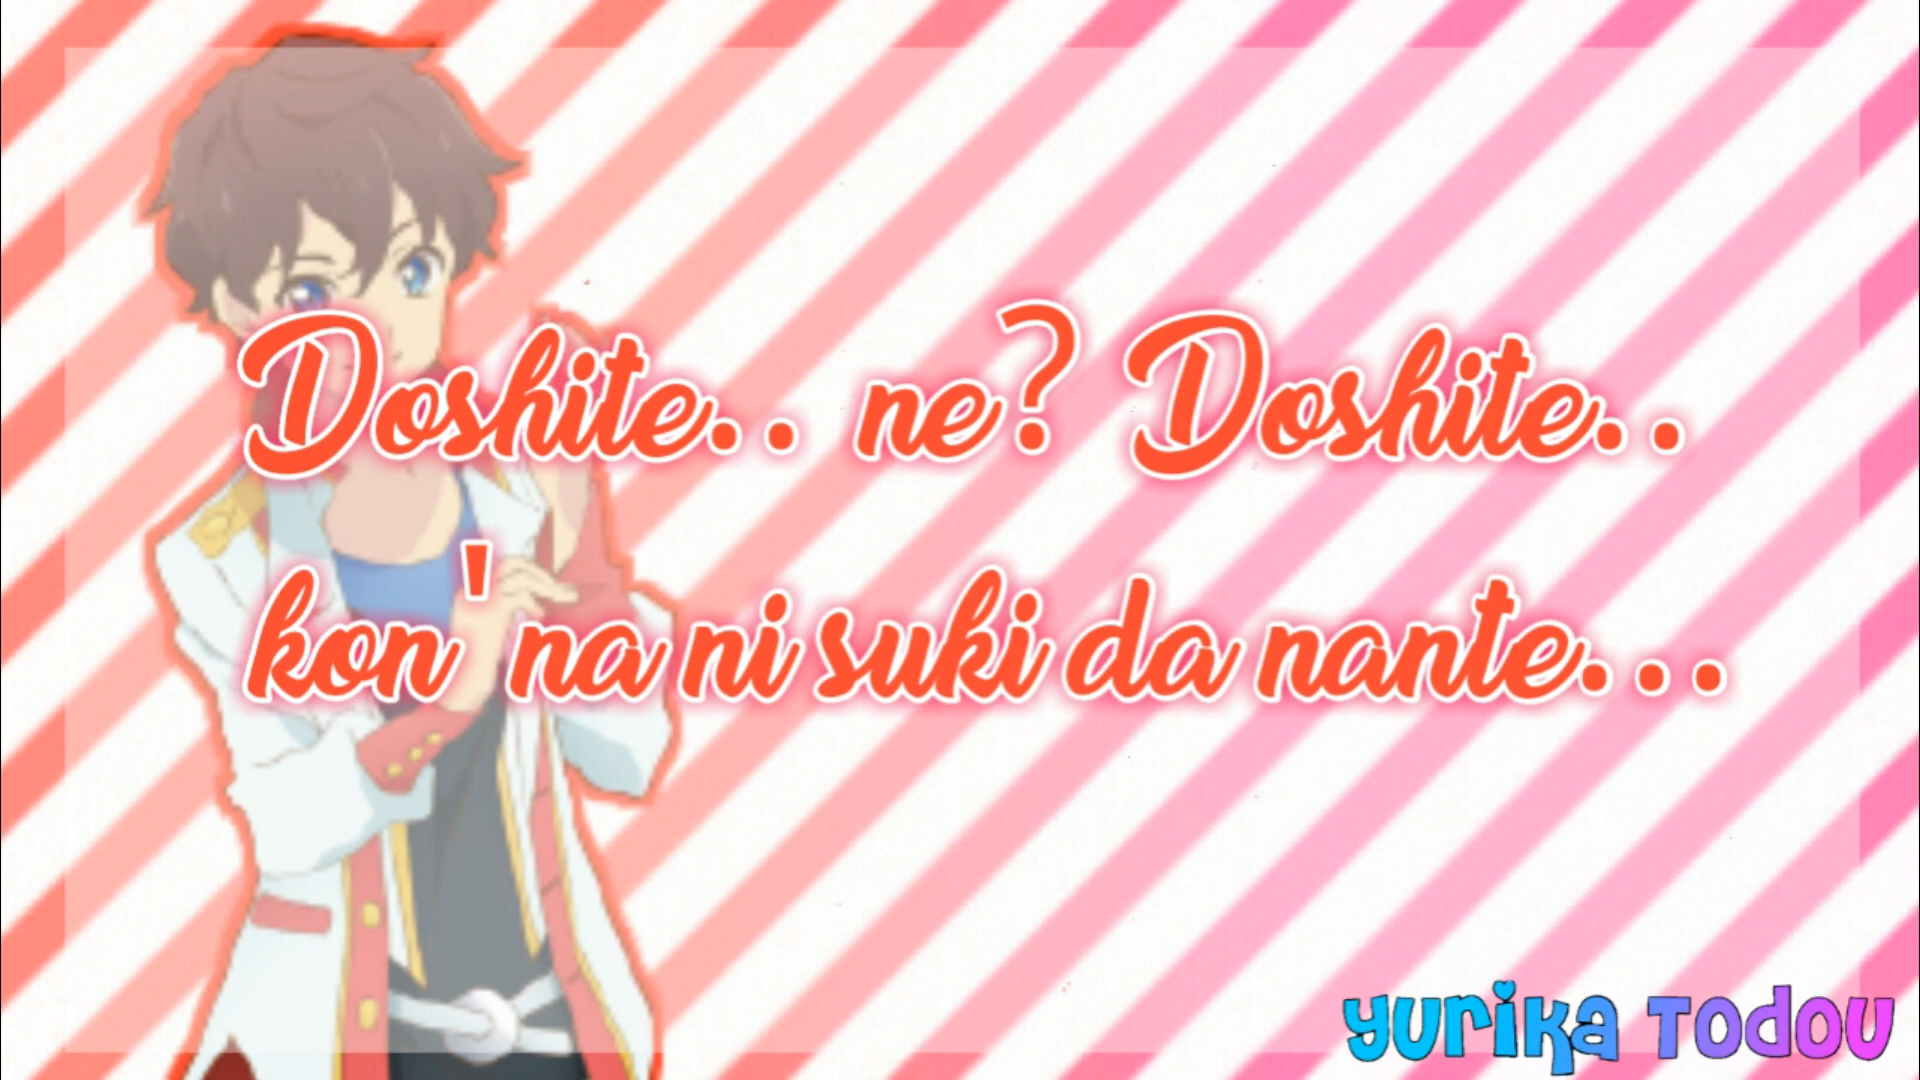 Doshite.. ne? Doshite..
kon'na ni suki da nante...
Yurika Todou